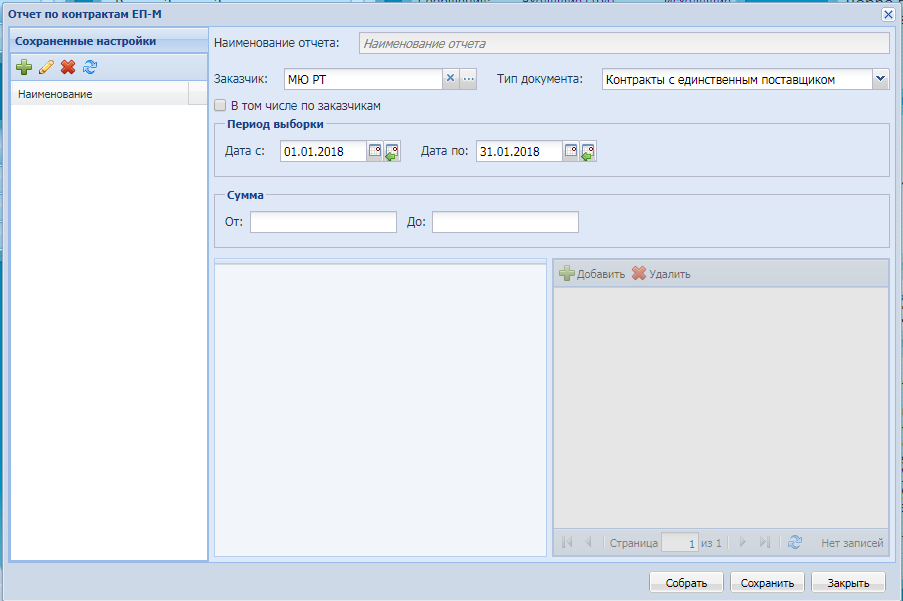 Отчет по контрактам ЕП-М
Сохраненные настройки
Наименование
Наименование отчета: Наименование отчета
Заказчик: МЮ РТ Тип документа: Контракты с единственным поставщиком
В том числе по заказчикам
Период выборки
Дата с: 01.01.2018 Дата по: 31.01.2018
Сумма
От: До:
Добавить Удалить
Страница 1 из 1 Нет записей
Собрать Сохранить Закрыть